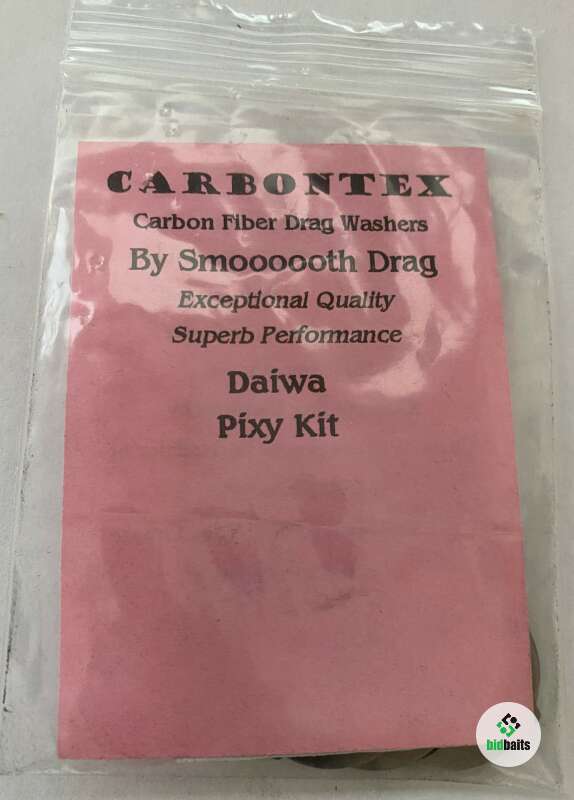 CARBONTEX
Carbon Fiber Drag Washers
By Smoooooth Drag
Exceptional Quality
Superb Performance
Daiwa
Pixy Kit
bidbaits